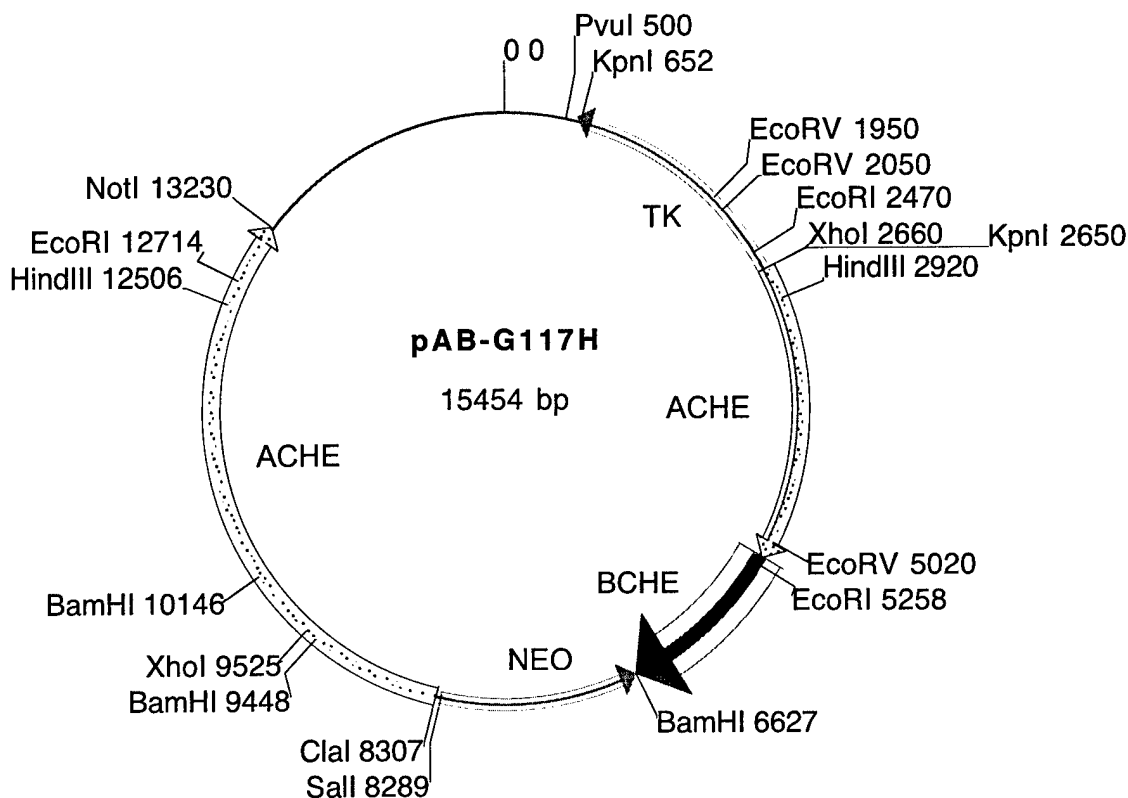 0 0
PvuI 500
KpnI 652
EcoRV 1950
EcoRV 2050
EcoRI 2470
XhoI 2660 KpnI 2650
HindIII 2920
TK
NotI 13230
EcoRI 12714
HindIII 12506
pAB-G117H
15454 bp
ACHE
ACHE
EcoRV 5020
BCHE
EcoRI 5258
BamHI 10146
NEO
XhoI 9525
BamHI 9448
BamHI 6627
ClaI 8307
SalI 8289